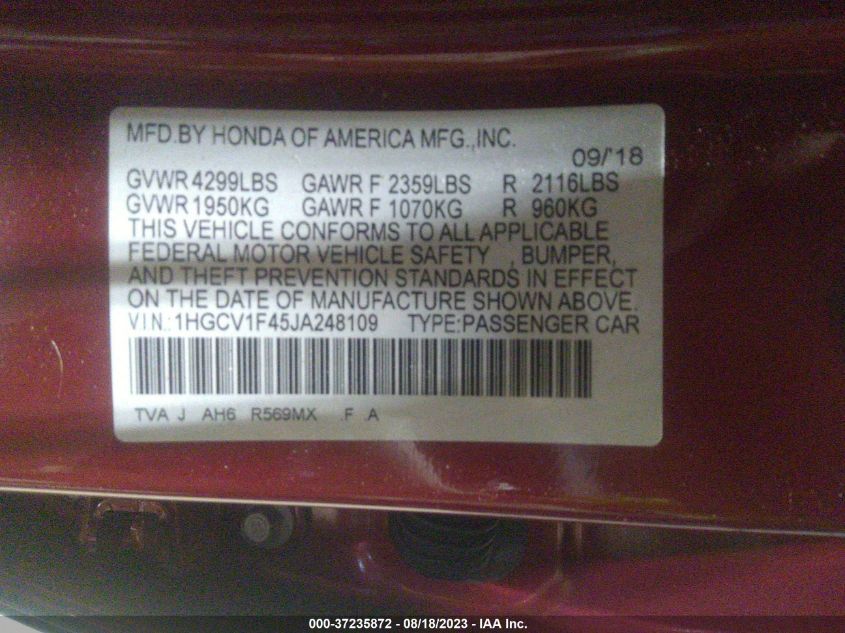 MFD.BY HONDA OF AMERICA MFG.,INC.
09/'18
GVWR 4299LBS GAWR F 2359LBS R 2116LBS
GVWR 1950KG GAWR F 1070KG R 960KG
THIS VEHICLE CONFORMS TO ALL APPLICABLE
FEDERAL MOTOR VEHICLE SAFETY , BUMPER,
AND THEFT PREVENTION STANDARDS IN EFFECT
ON THE DATE OF MANUFACTURE SHOWN ABOVE.
V I N.:1HGCV1F45JA248109 TYPE:PASSENGER CAR
TVA J AH6 R569MX .F .A
000-37235872 - 08/18/2023 - IAA Inc.